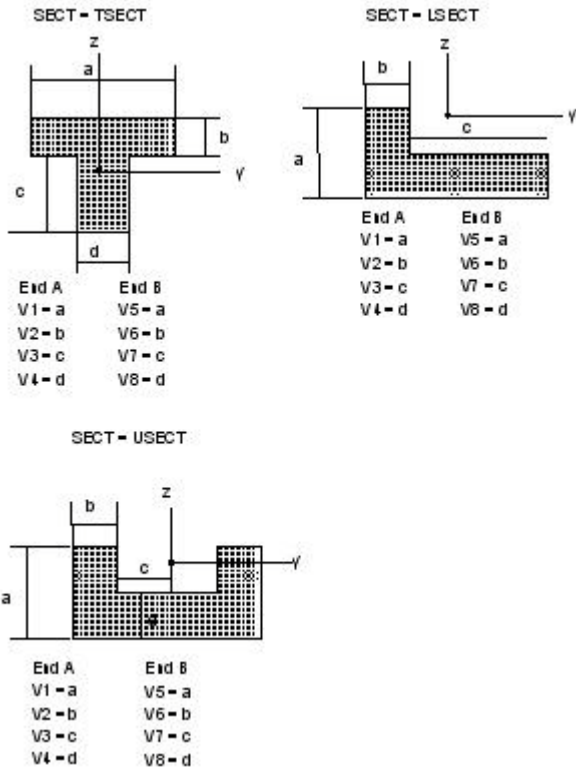 SECT = TSECT
z
a
b
y
c
d
End A End B
V1 = a V5 = a
V2 = b V6 = b
V3 = c V7 = c
V4 = d V8 = d
SECT = LSECT
z
b
y
c
a
End A End B
V1 = a V5 = a
V2 = b V6 = b
V3 = c V7 = c
V4 = d V8 = d
SECT = USECT
z
b
y
c
a
End A End B
V1 = a V5 = a
V2 = b V6 = b
V3 = c V7 = c
V4 = d V8 = d